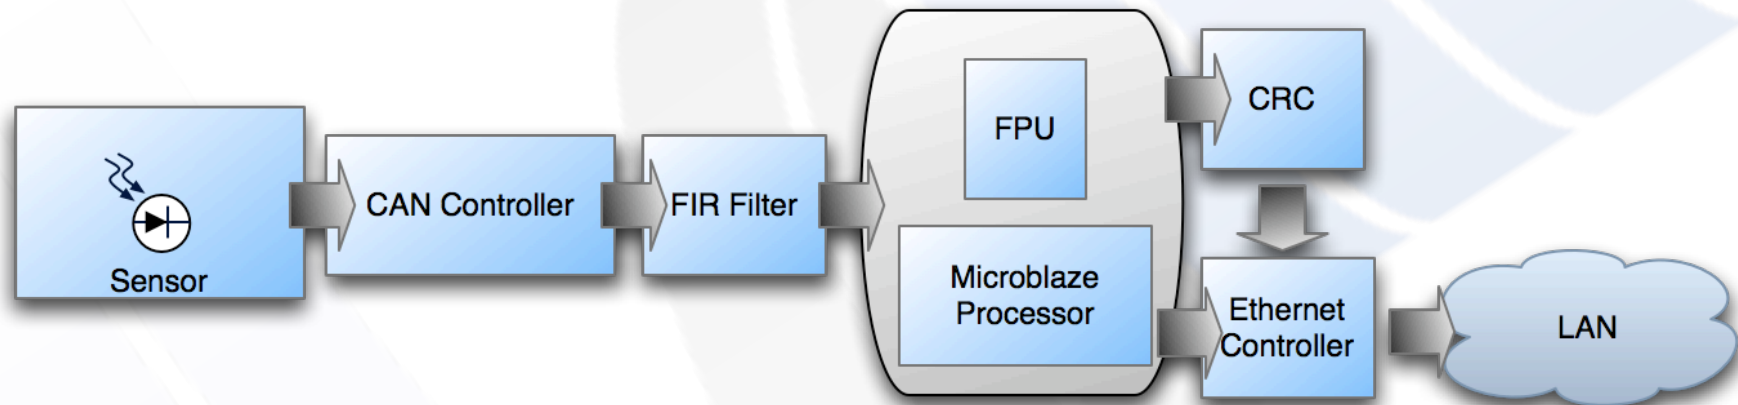 Sensor
CAN Controller
FIR Filter
FPU
Microblaze
Processor
CRC
Ethernet
Controller
LAN